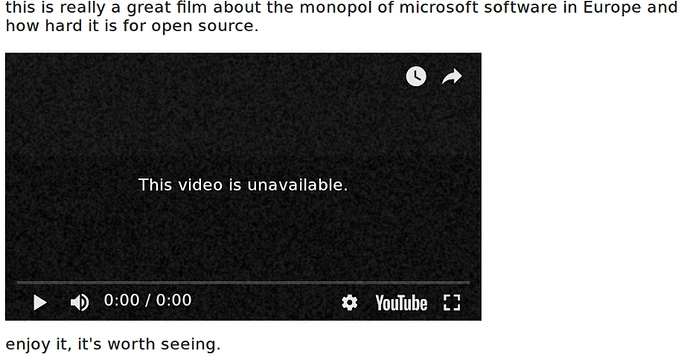 this is really a great film about the monopol of microsoft software in Europe and
how hard it is for open source.
This video is unavailable.
0:00 / 0:00
YouTube
enjoy it, it's worth seeing.